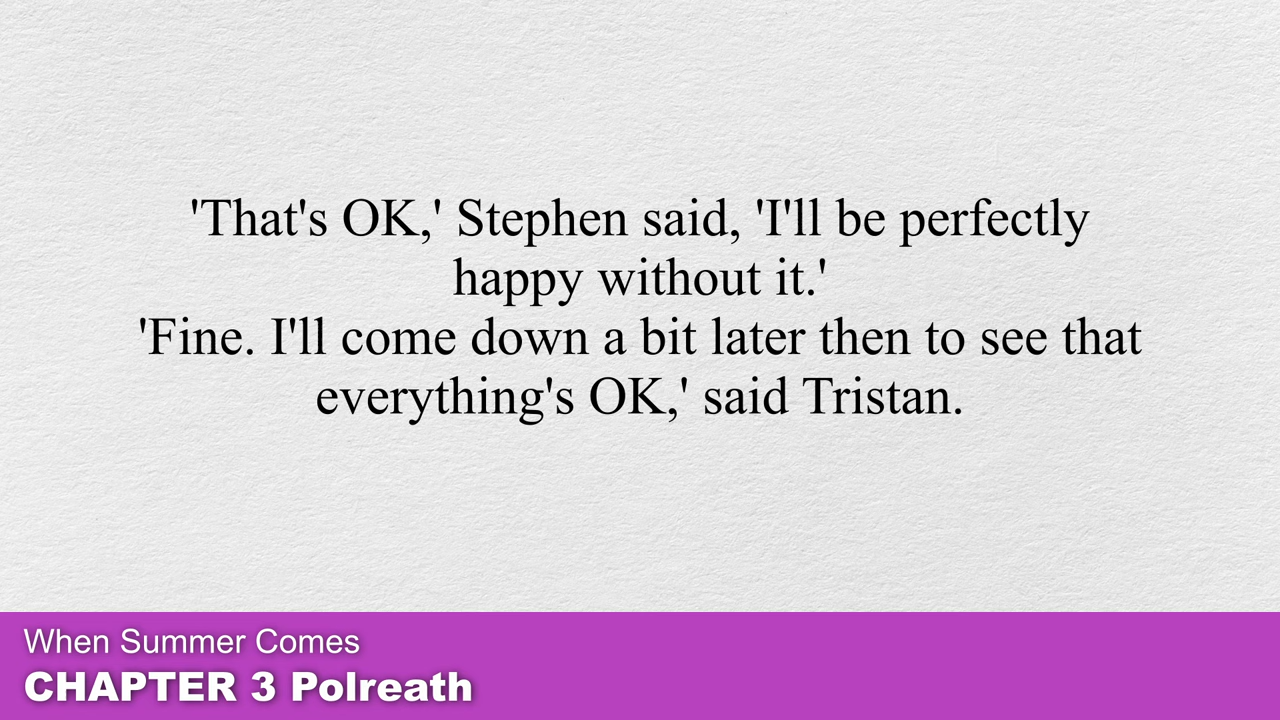 'That's OK,' Stephen said, 'I'll be perfectly
happy without it.'
'Fine. I'll come down a bit later then to see that
everything's OK,' said Tristan.
When Summer Comes
CHAPTER 3 Polreath